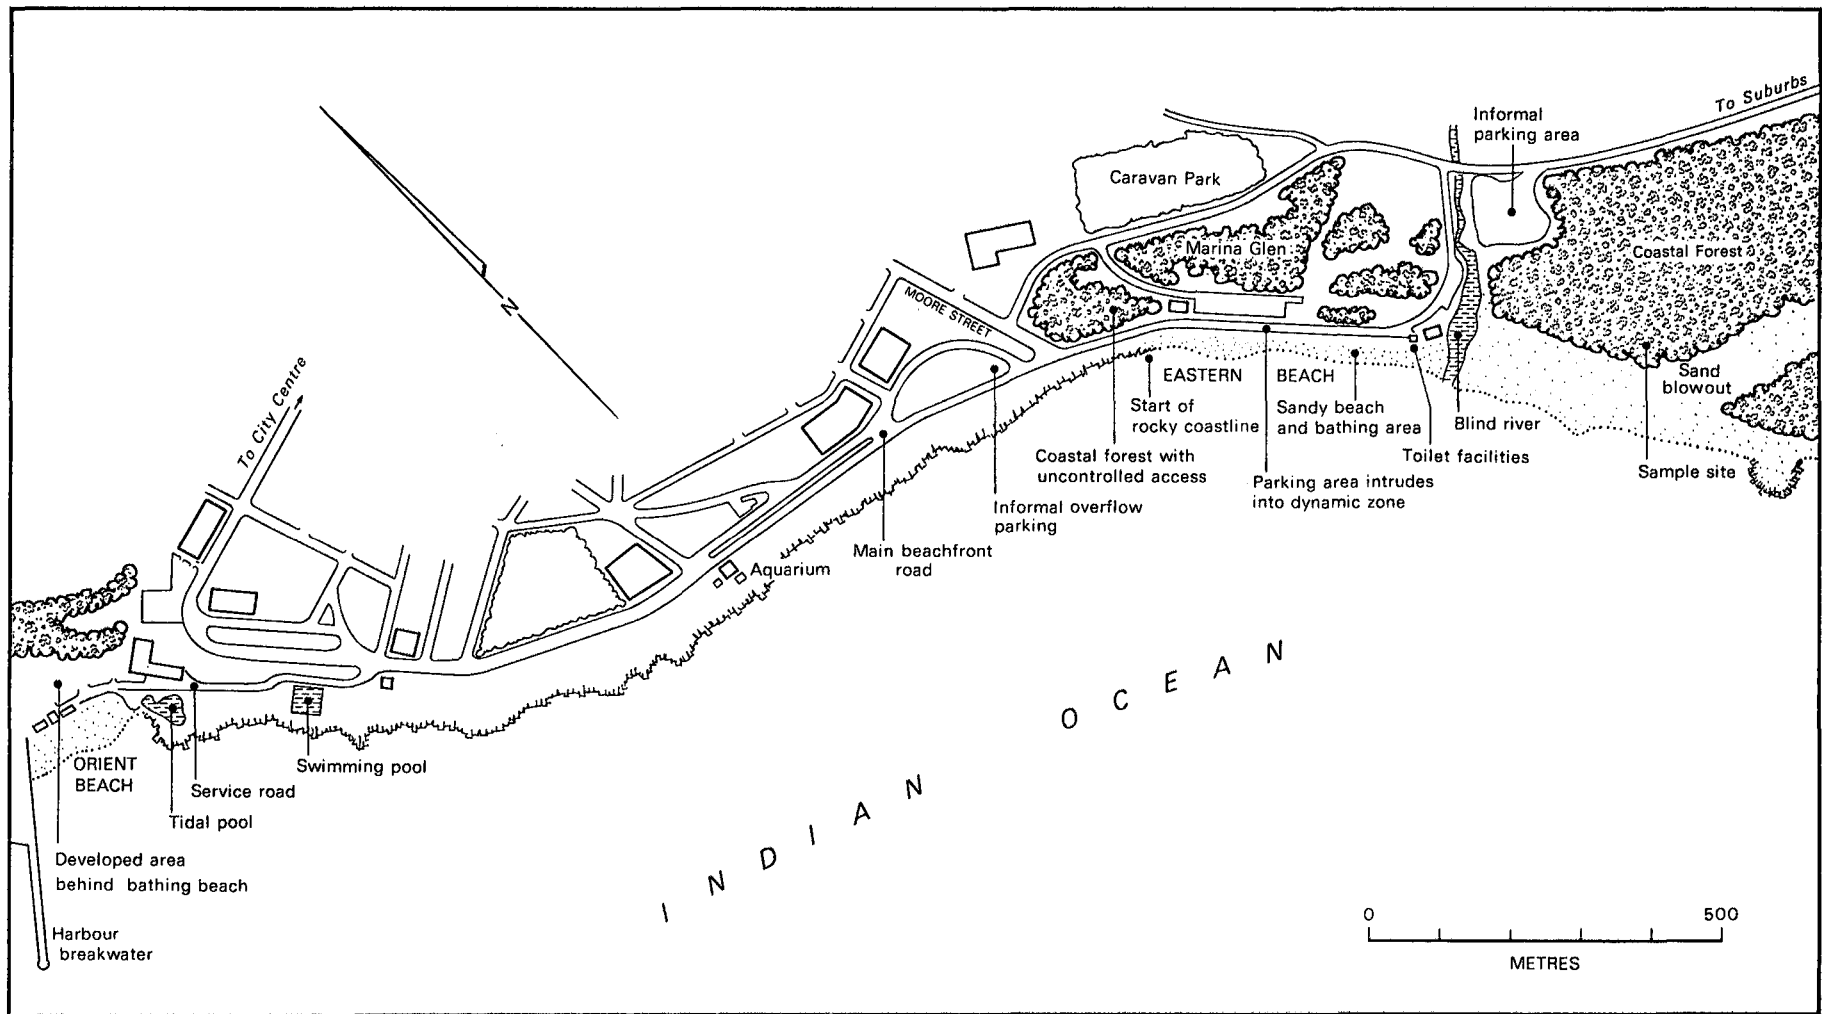 To Suburbs
Informal
parking area
Caravan Park
Marina Glen
Coastal Forest
MOORE STREET
N
To City Centre
EASTERN BEACH
Sand
blowout
Start of
rocky coastline
Sandy beach
and bathing area
Blind river
Toilet facilities
Sample site
Coastal forest with
uncontrolled access
Parking area intrudes
into dynamic zone
Informal overflow
parking
Main beachfront
road
Aquarium
INDIAN OCEAN
ORIENT
BEACH
Swimming pool
Service road
Tidal pool
Developed area
behind bathing beach
Harbour
breakwater
0 500
METRES